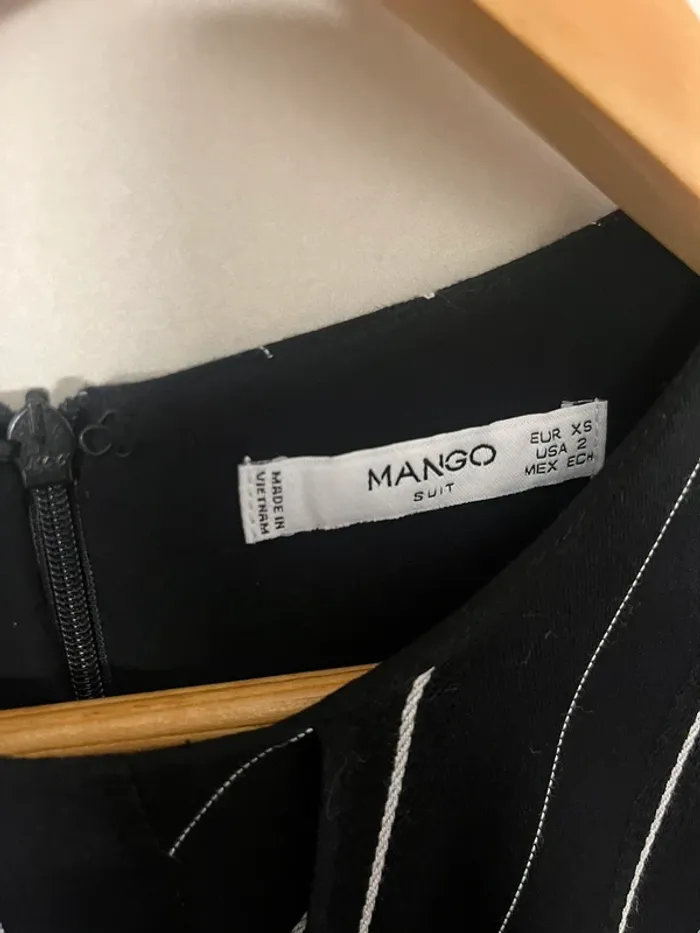 MADE IN
VIETNAM
MANGO
SUIT
EUR XS
USA 2
MEX ECH